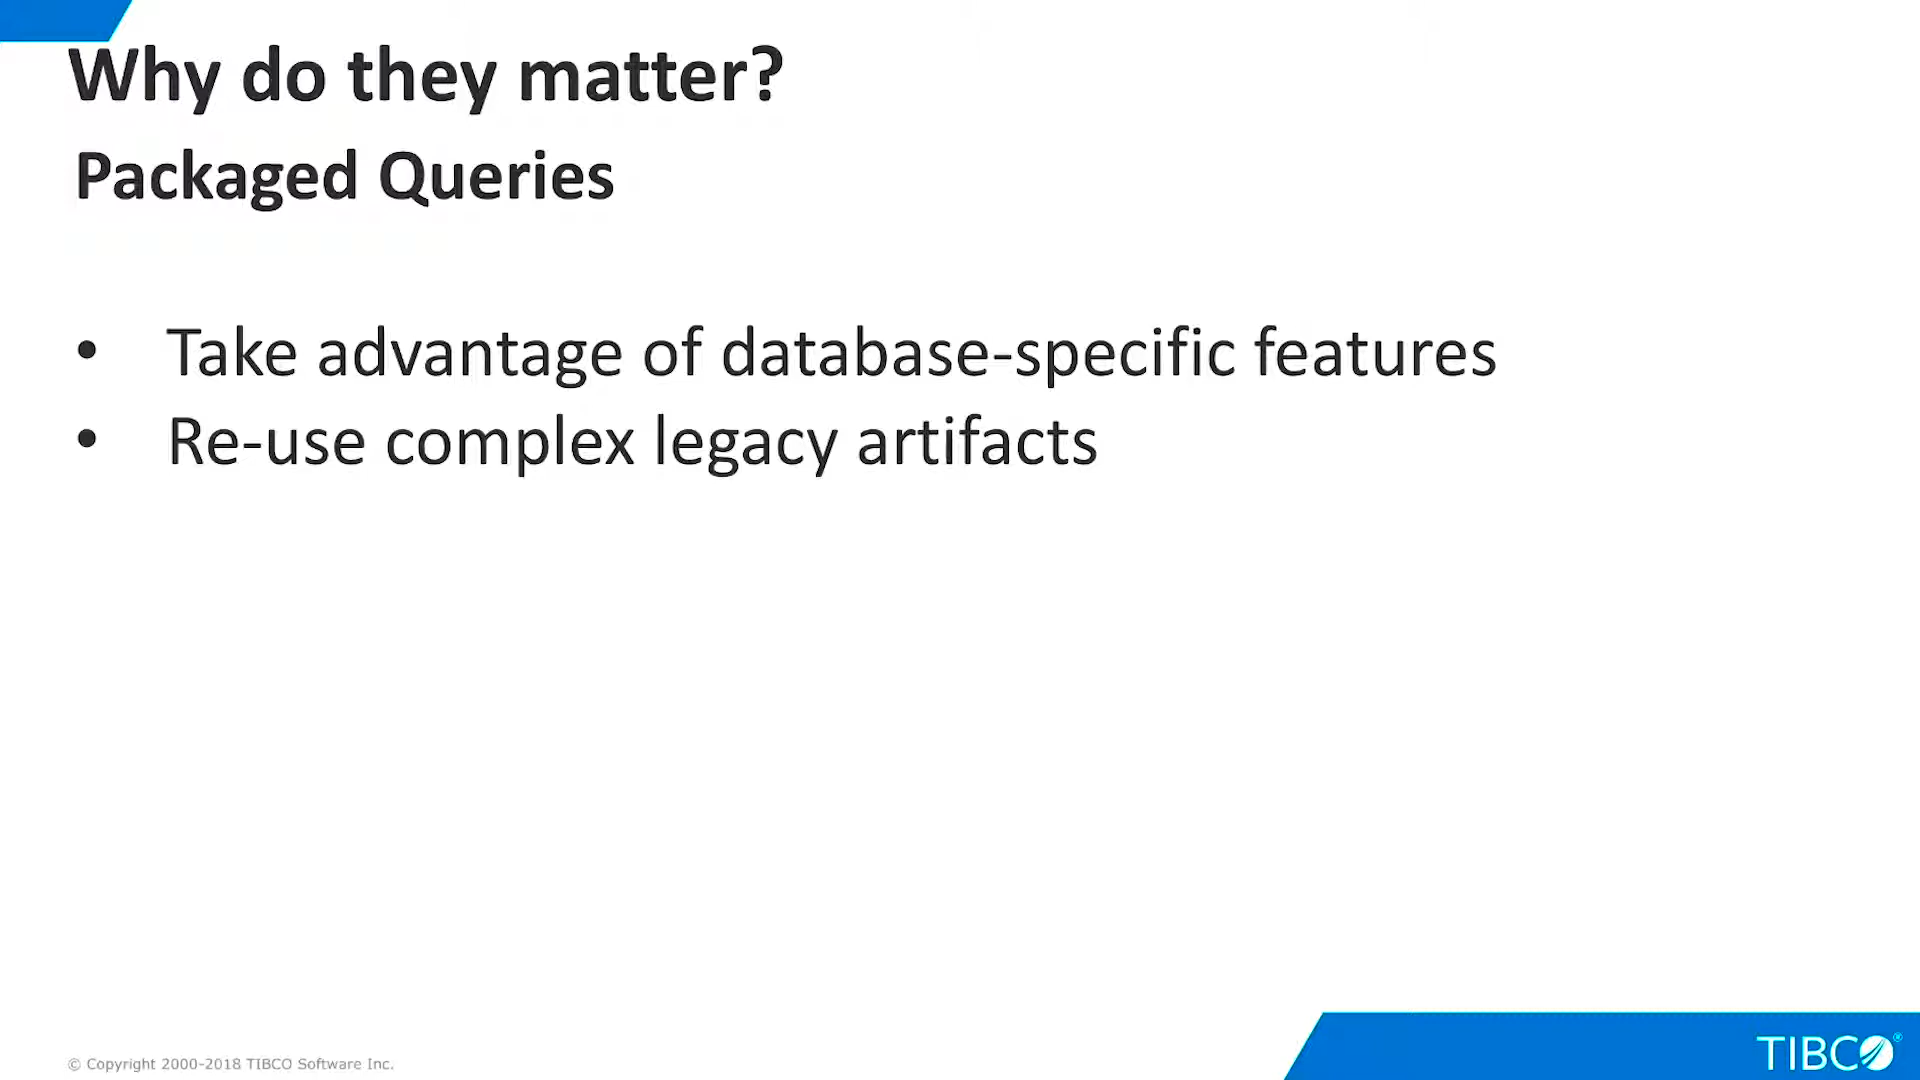 Why do they matter?
Packaged Queries
• Take advantage of database-specific features
• Re-use complex legacy artifacts
© Copyright 2000-2018 TIBCO Software Inc.
TIBCO®